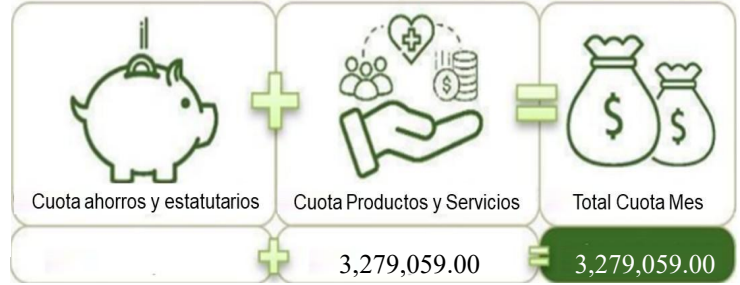 $
$ $
Cuota ahorros y estatutarios Cuota Productos y Servicios Total Cuota Mes
3,279,059.00 3,279,059.00